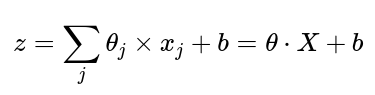 z = ∑_j θ_j × x_j + b = θ · X + b